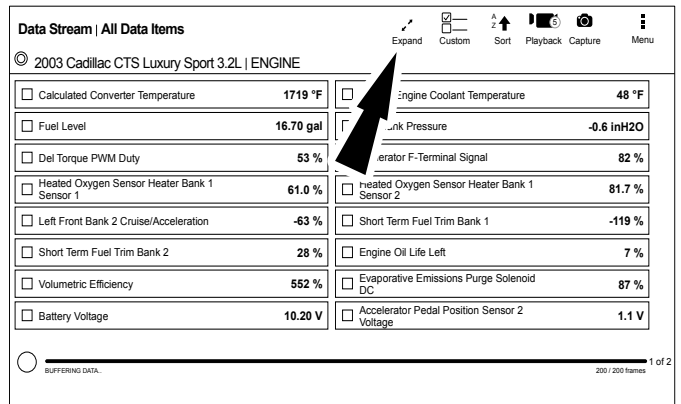 Data Stream | All Data Items
Expand
Custom
A
Z
Sort
5
Playback
Capture
Menu
2003 Cadillac CTS Luxury Sport 3.2L | ENGINE
Calculated Converter Temperature 1719 °F
Engine Coolant Temperature 48 °F
Fuel Level 16.70 gal
Pressure -0.6 inH2O
Del Torque PWM Duty 53 %
F-Terminal Signal 82 %
Heated Oxygen Sensor Heater Bank 1
Sensor 1 61.0 %
Heated Oxygen Sensor Heater Bank 1
Sensor 2 81.7 %
Left Front Bank 2 Cruise/Acceleration -63 %
Short Term Fuel Trim Bank 1 -119 %
Short Term Fuel Trim Bank 2 28 %
Engine Oil Life Left 7 %
Volumetric Efficiency 552 %
Evaporative Emissions Purge Solenoid
DC 87 %
Battery Voltage 10.20 V
Accelerator Pedal Position Sensor 2
Voltage 1.1 V
1 of 2
BUFFERING DATA..
200 / 200 frames